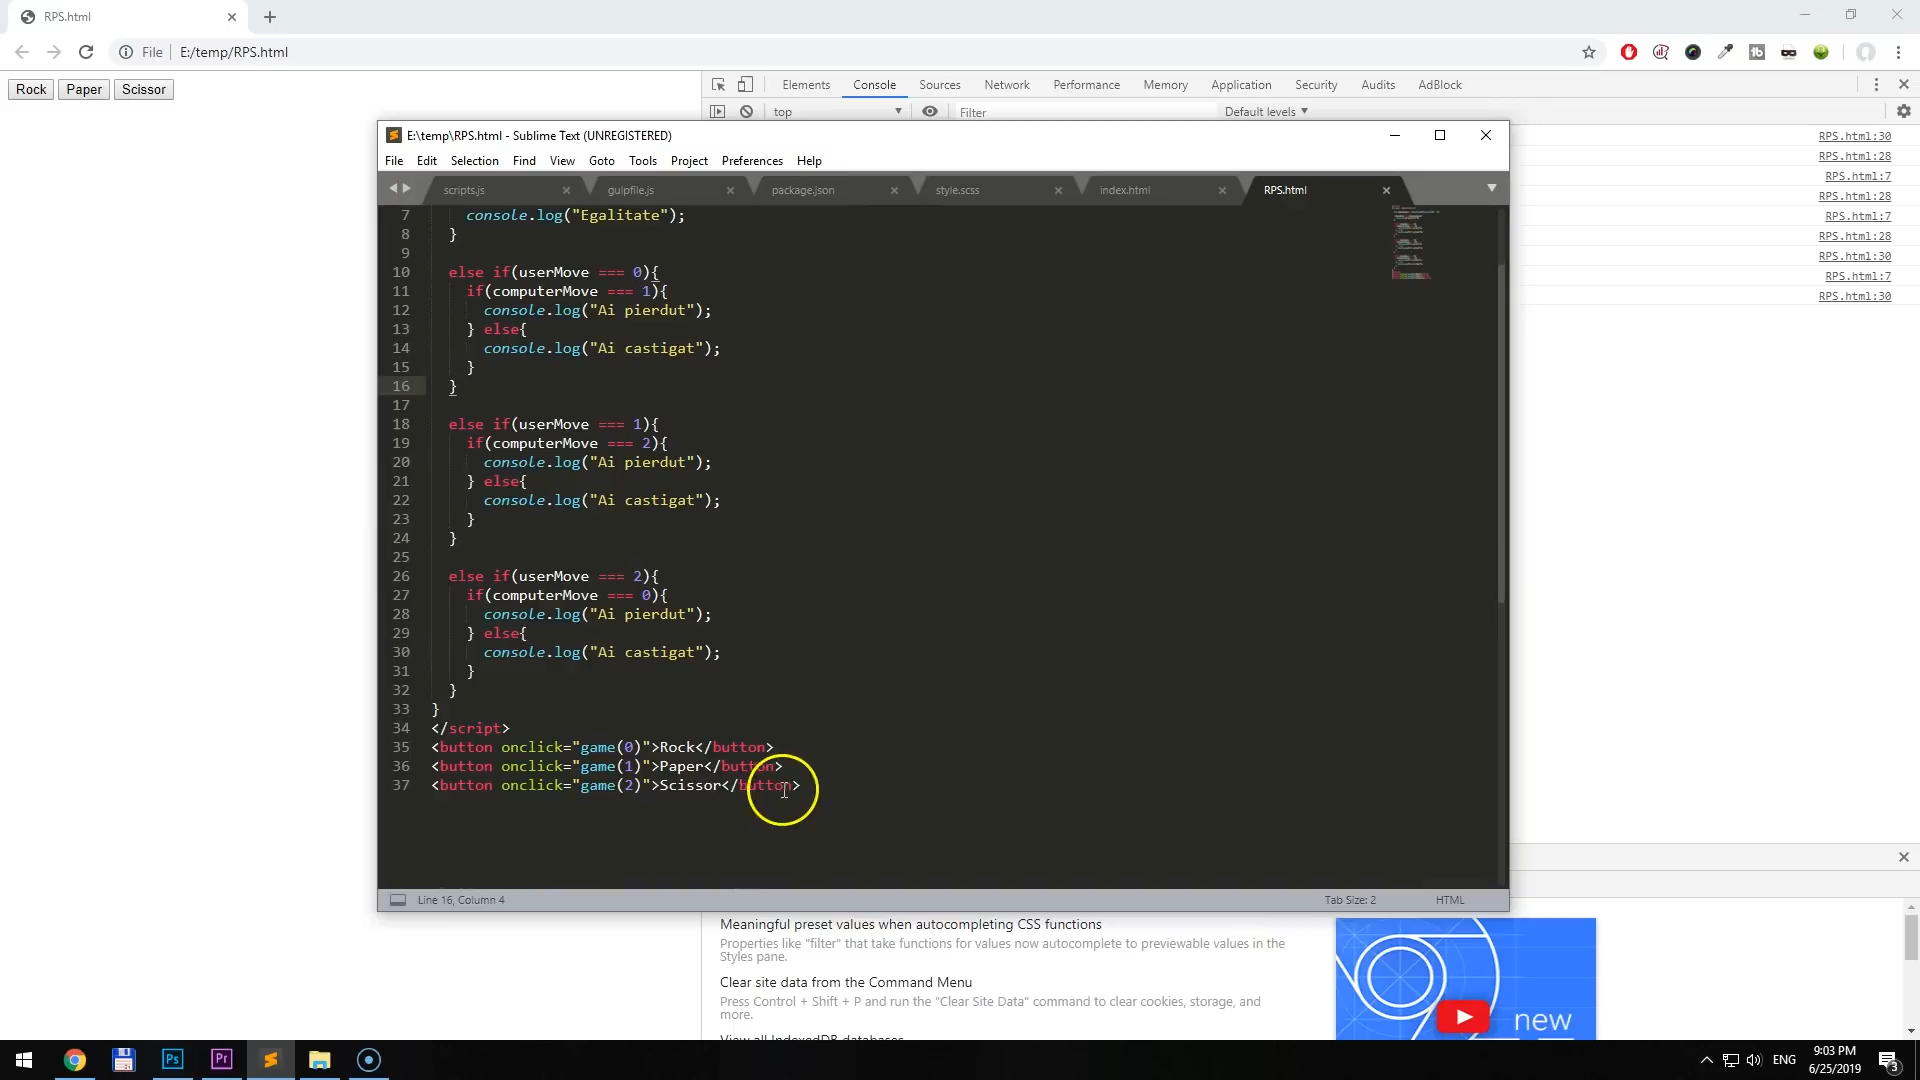 RPS.html
File E:/temp/RPS.html
Rock Paper Scissor
Elements Console Sources Network Performance Memory Application Security Audits AdBlock
top Filter Default levels
E:\temp\RPS.html - Sublime Text (UNREGISTERED)
File Edit Selection Find View Goto Tools Project Preferences Help
scripts.js gulpfile.js package.json style.scss index.html RPS.html
RPS.html:30
RPS.html:28
RPS.html:7
RPS.html:28
RPS.html:7
RPS.html:28
RPS.html:30
RPS.html:7
RPS.html:30
7 console.log("Egalitate");
8 }
9
10 else if(userMove === 0){
11 if(computerMove === 1){
12 console.log("Ai pierdut");
13 } else{
14 console.log("Ai castigat");
15 }
16 }
17
18 else if(userMove === 1){
19 if(computerMove === 2){
20 console.log("Ai pierdut");
21 } else{
22 console.log("Ai castigat");
23 }
24 }
25
26 else if(userMove === 2){
27 if(computerMove === 0){
28 console.log("Ai pierdut");
29 } else{
30 console.log("Ai castigat");
31 }
32 }
33 }
34 </script>
35 <button onclick="game(0)">Rock</button>
36 <button onclick="game(1)">Paper</button>
37 <button onclick="game(2)">Scissor</button>
Line 16, Column 4 Tab Size: 2 HTML
Meaningful preset values when autocompleting CSS functions
Properties like "filter" that take functions for values now autocomplete to previewable values in the
Styles pane.
Clear site data from the Command Menu
Press Control + Shift + P and run the "Clear Site Data" command to clear cookies, storage, and
more.
View all IndexedDB databases
new
Ps Pr ENG 9:03 PM
6/25/2019
3